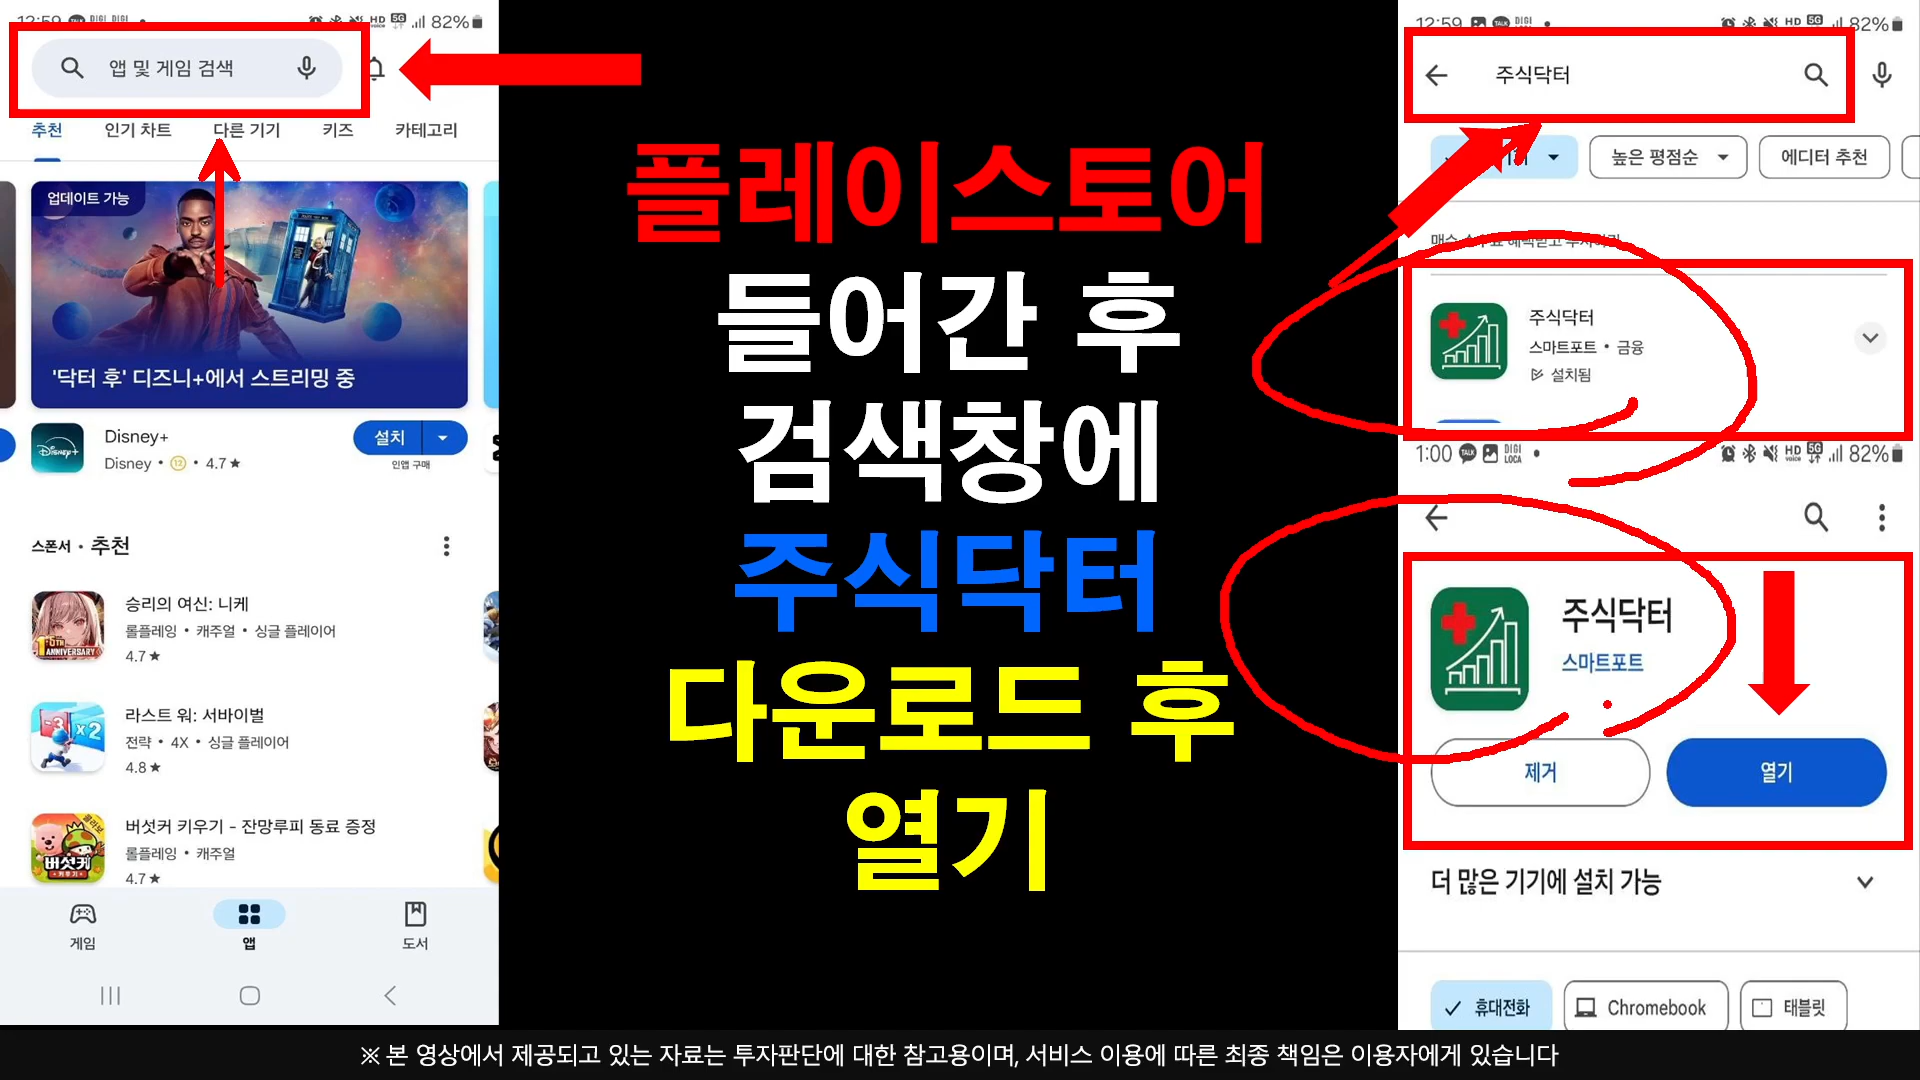 12:59
82%
앱 및 게임 검색
추천
인기 차트
다른 기기
키즈
카테고리
업데이트 가능
'닥터 후' 디즈니+에서 스트리밍 중
Disney+
Disney+
Disney • 12 • 4.7★
설치
인앱 구매
스폰서 • 추천
승리의 여신: 니케
롤플레잉 • 캐주얼 • 싱글 플레이어
4.7★
라스트 워: 서바이벌
전략 • 4X • 싱글 플레이어
4.8★
버섯커 키우기 - 잔망루피 동료 증정
롤플레잉 • 캐주얼
4.7★
게임
앱
도서
플레이스토어
들어간 후
검색창에
주식닥터
다운로드 후
열기
12:59
82%
주식닥터
높은 평점순
에디터 추천
주식닥터
스마트포트 • 금융
설치됨
1:00 TALK DIGI LOCA
HD voice 5G 82%
주식닥터
스마트포트
제거
열기
더 많은 기기에 설치 가능
휴대전화
Chromebook
태블릿
※ 본 영상에서 제공되고 있는 자료는 투자판단에 대한 참고용이며, 서비스 이용에 따른 최종 책임은 이용자에게 있습니다